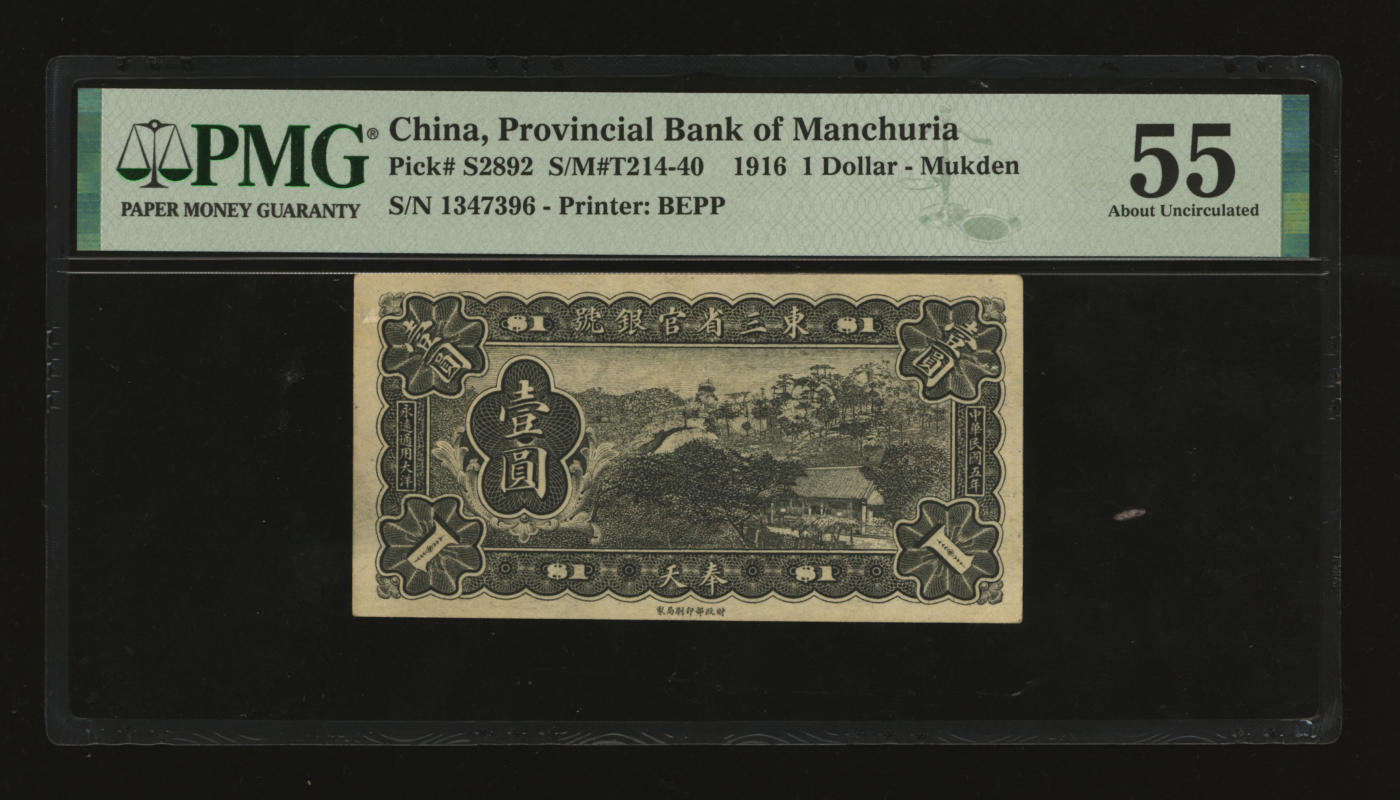 PMG®
PAPER MONEY GUARANTY
China, Provincial Bank of Manchuria
Pick# S2892 S/M#T214-40 1916 1 Dollar - Mukden
S/N 1347396 - Printer: BEPP
55
About Uncirculated
$1 號銀官省三東 $1
壹圓
壹圓
壹圓
永遠通用大洋
中華民國五年
1
1
$1 天奉 $1
製局刷印部政財